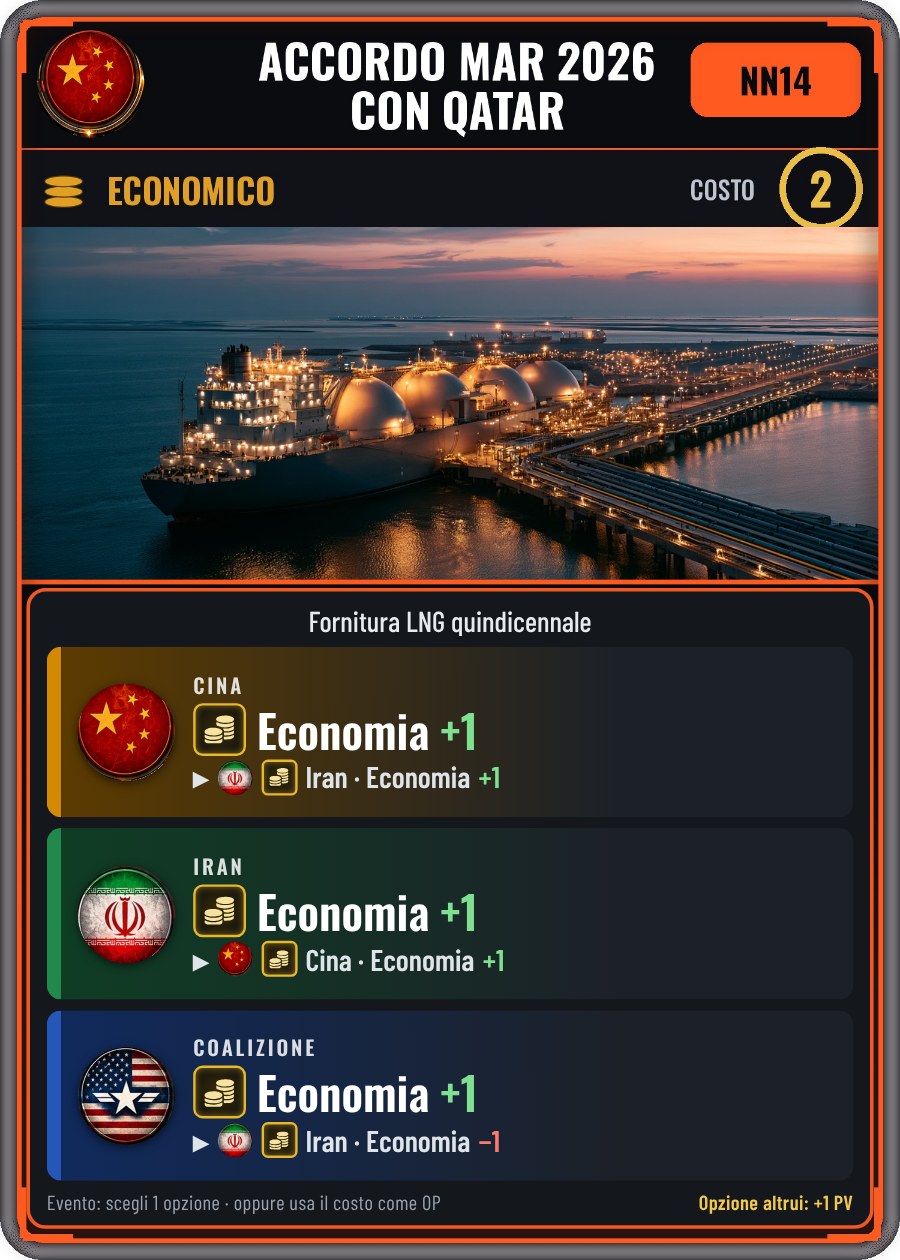 ACCORDO MAR 2026
CON QATAR
NN14
ECONOMICO
COSTO
2
Fornitura LNG quindicennale
CINA
Economia +1
▶ Iran · Economia +1
IRAN
Economia +1
▶ Cina · Economia +1
COALIZIONE
Economia +1
▶ Iran · Economia −1
Evento: scegli 1 opzione · oppure usa il costo come OP
Opzione altrui: +1 PV